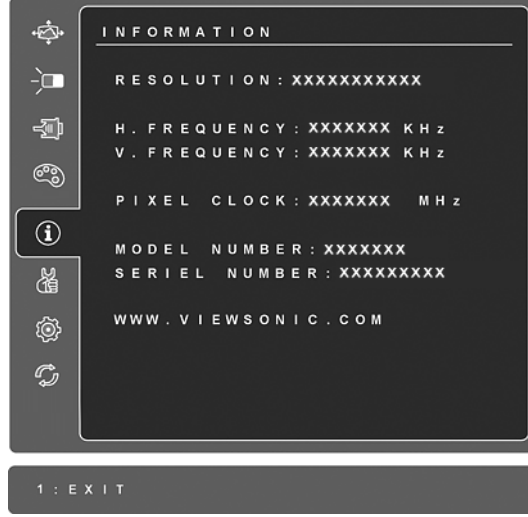 INFORMATION
RESOLUTION: XXXXXXXXXXX
H. FREQUENCY: XXXXXXX KHz
V. FREQUENCY: XXXXXXX KHz
PIXEL CLOCK: XXXXXXX MHz
MODEL NUMBER: XXXXXXX
SERIEL NUMBER: XXXXXXXXX
WWW.VIEWSONIC.COM
1: EXIT